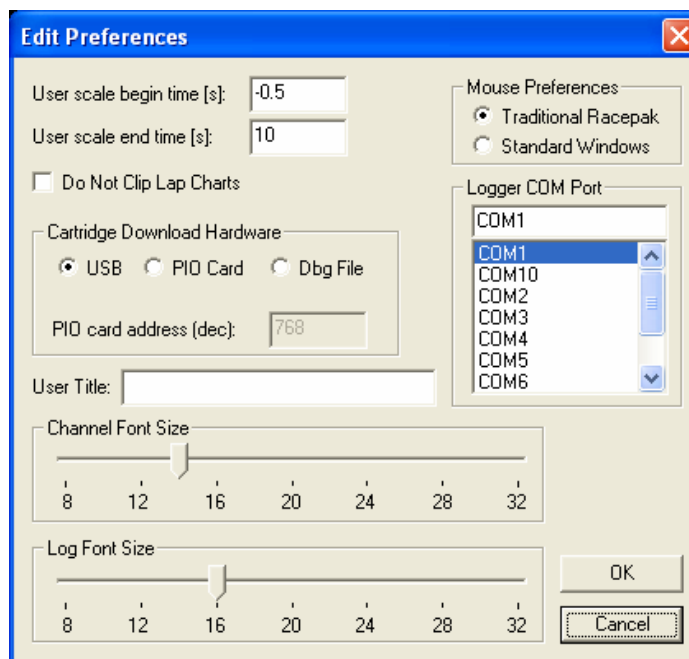 Edit Preferences
User scale begin time [s]: -0.5
User scale end time [s]: 10
Do Not Clip Lap Charts
Mouse Preferences
Traditional Racepak
Standard Windows
Cartridge Download Hardware
USB PIO Card Dbg File
PIO card address (dec): 768
Logger COM Port
COM1
COM1
COM10
COM2
COM3
COM4
COM5
COM6
User Title:
Channel Font Size
8 12 16 20 24 28 32
Log Font Size
8 12 16 20 24 28 32
OK
Cancel